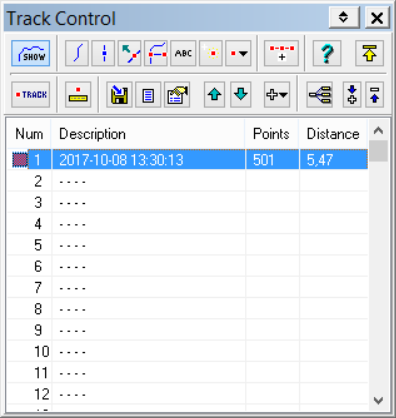 Track Control
SHOW ABC ?
TRACK
Num Description Points Distance
1 2017-10-08 13:30:13 501 5,47
2 ----
3 ----
4 ----
5 ----
6 ----
7 ----
8 ----
9 ----
10 ----
11 ----
12 ----